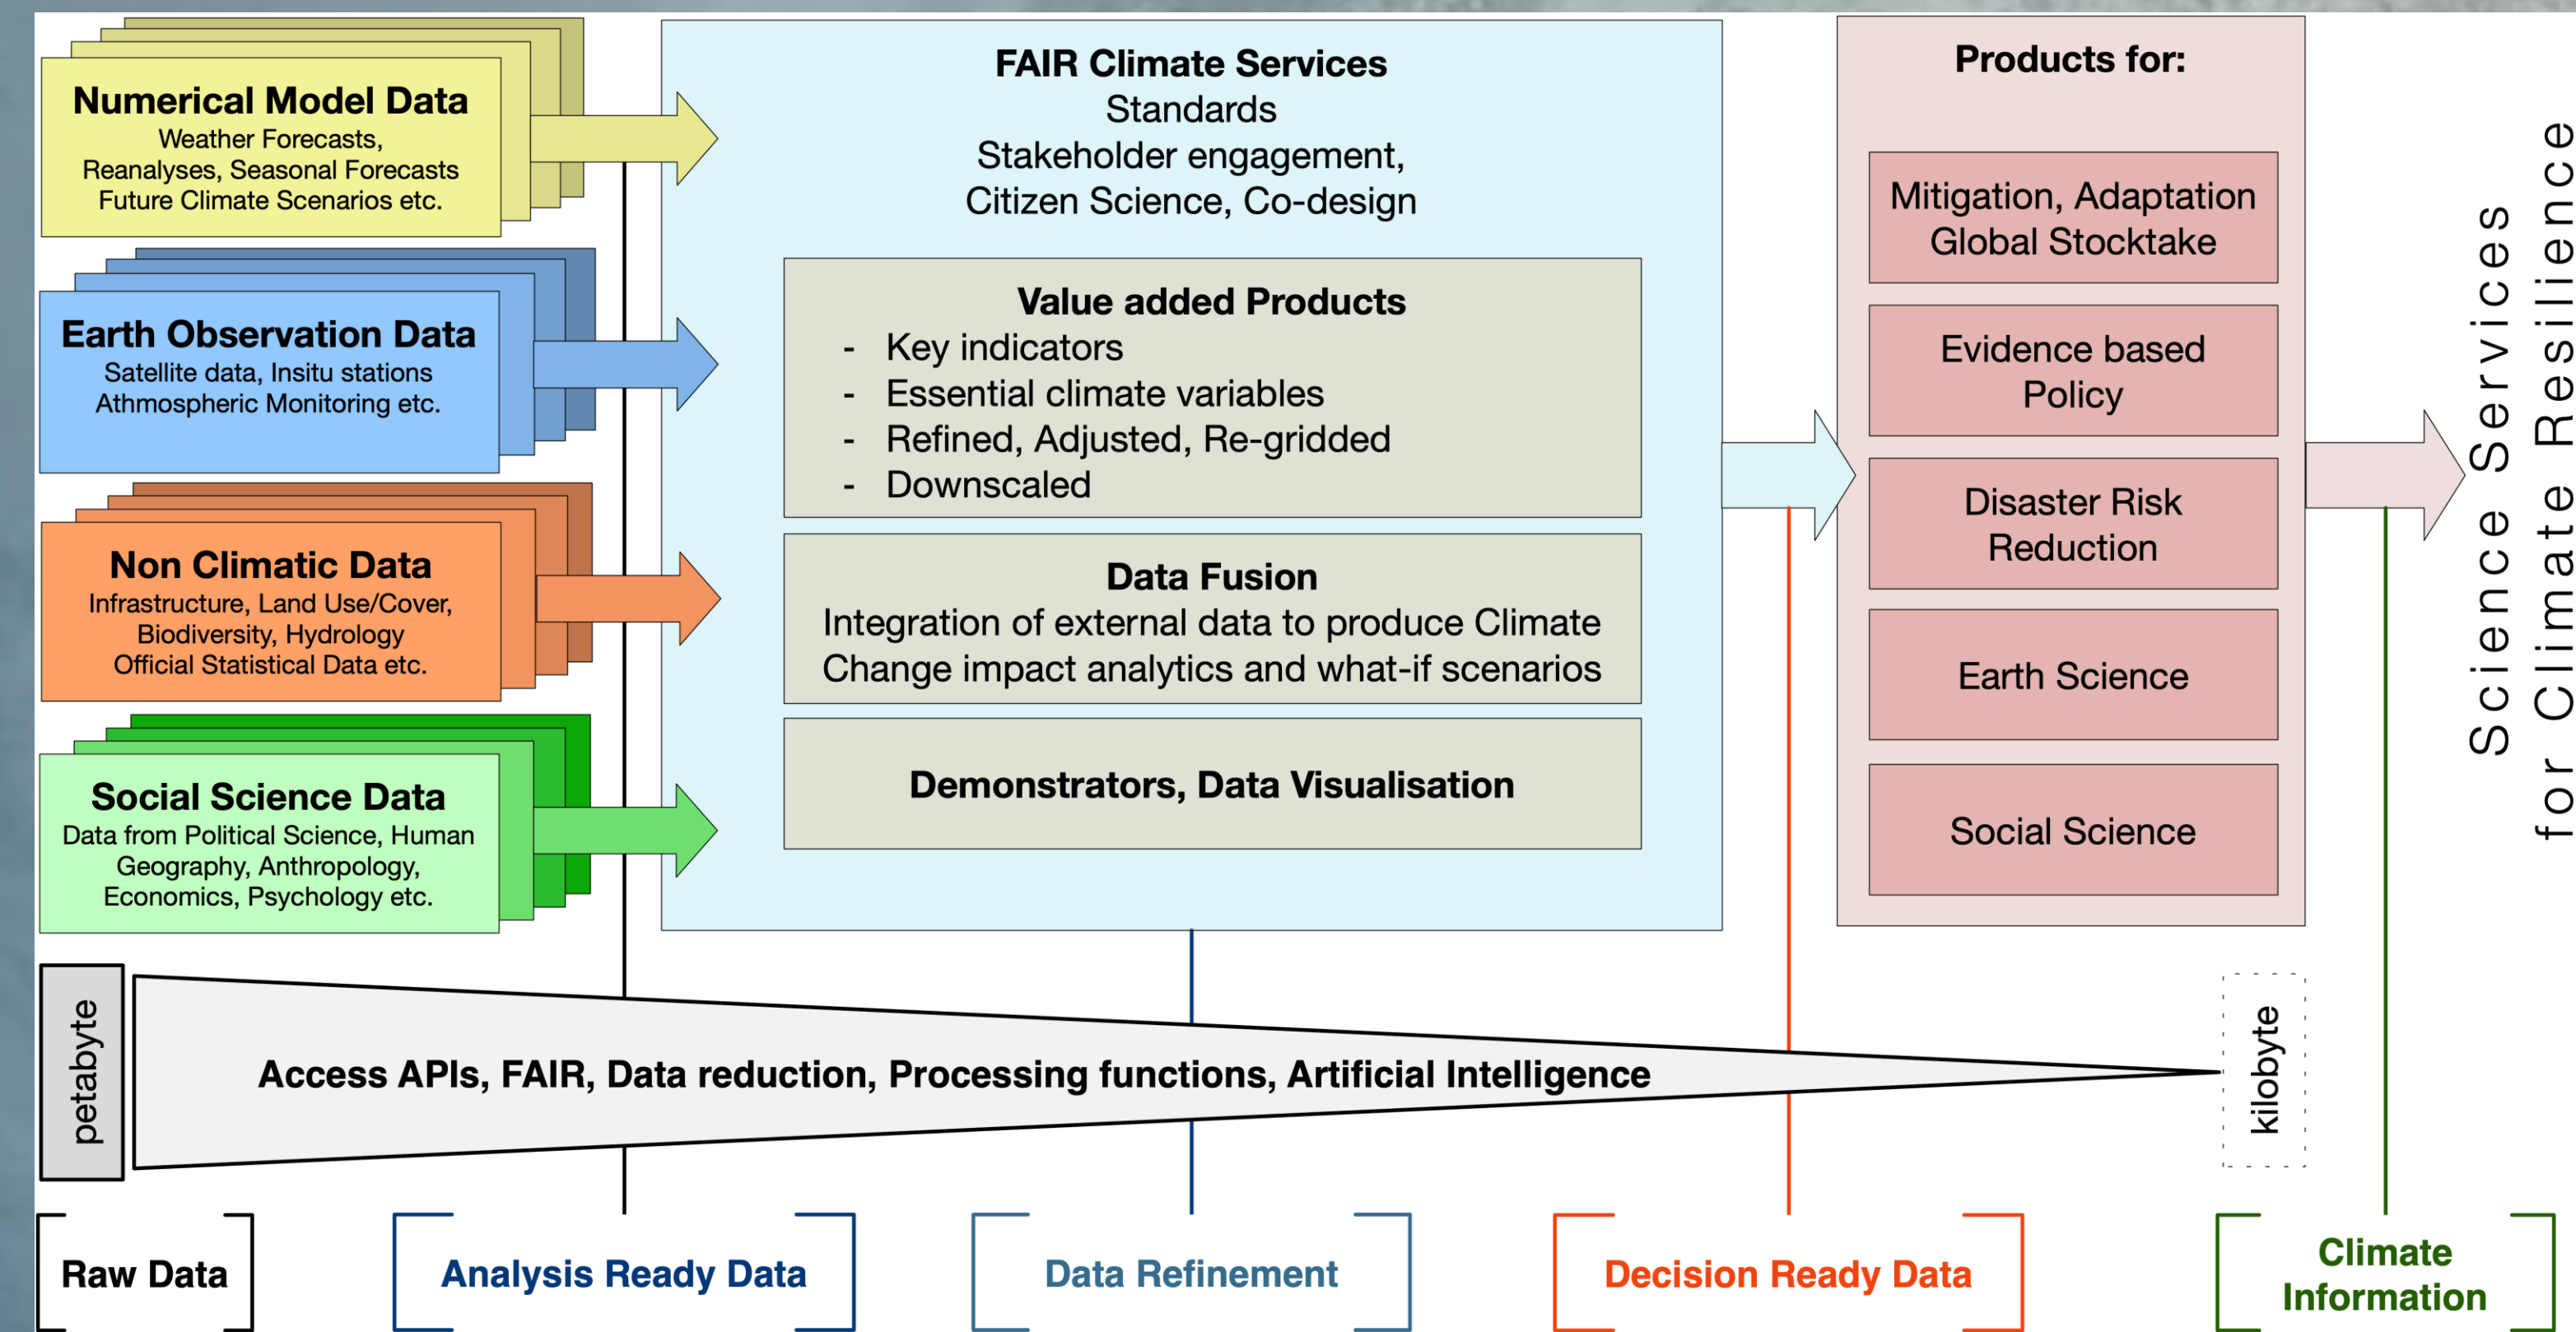 Numerical Model Data
Weather Forecasts,
Reanalyses, Seasonal Forecasts
Future Climate Scenarios etc.
Earth Observation Data
Satellite data, Insitu stations
Athmospheric Monitoring etc.
Non Climatic Data
Infrastructure, Land Use/Cover,
Biodiversity, Hydrology
Official Statistical Data etc.
Social Science Data
Data from Political Science, Human
Geography, Anthropology,
Economics, Psychology etc.
FAIR Climate Services
Standards
Stakeholder engagement,
Citizen Science, Co-design
Value added Products
- Key indicators
- Essential climate variables
- Refined, Adjusted, Re-gridded
- Downscaled
Data Fusion
Integration of external data to produce Climate
Change impact analytics and what-if scenarios
Demonstrators, Data Visualisation
Products for:
Mitigation, Adaptation
Global Stocktake
Evidence based
Policy
Disaster Risk
Reduction
Earth Science
Social Science
Science Services
for Climate Resilience
petabyte
Access APIs, FAIR, Data reduction, Processing functions, Artificial Intelligence
kilobyte
Raw Data
Analysis Ready Data
Data Refinement
Decision Ready Data
Climate
Information